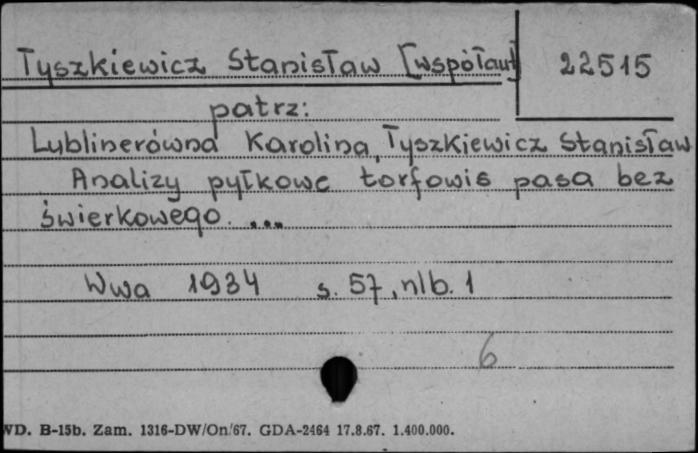 Tyszkiewicz Stanisław [współaut] 22515
patrz:
Lublinerówna Karolina, Tyszkiewicz Stanisław
Analizy pyłkowe torfowis pasa bez
świerkowego. ...
Wwa 1934 s. 57, nlb. 1
6
WD. B-15b. Zam. 1316-DW/On/67. GDA-2464 17.8.67. 1.400.000.